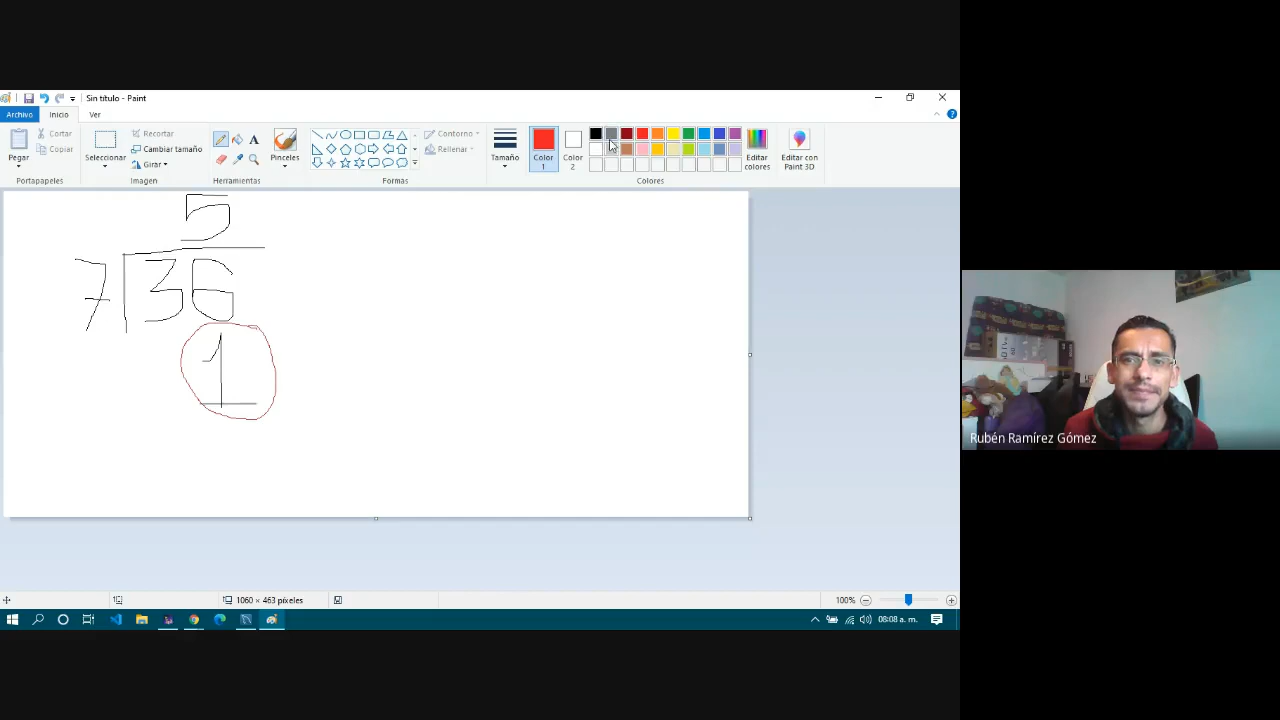 Sin título - Paint
Archivo Inicio Ver
Pegar
Cortar
Copiar
Portapapeles
Seleccionar
Recortar
Cambiar tamaño
Girar
Imagen
A
Herramientas
Pinceles
Contorno
Rellenar
Formas
Tamaño
Color 1
Color 2
Editar colores
Editar con Paint 3D
Colores
5
7 36
1
Rubén Ramírez Gómez
1060 × 463 píxeles
100%
08:08 a. m.